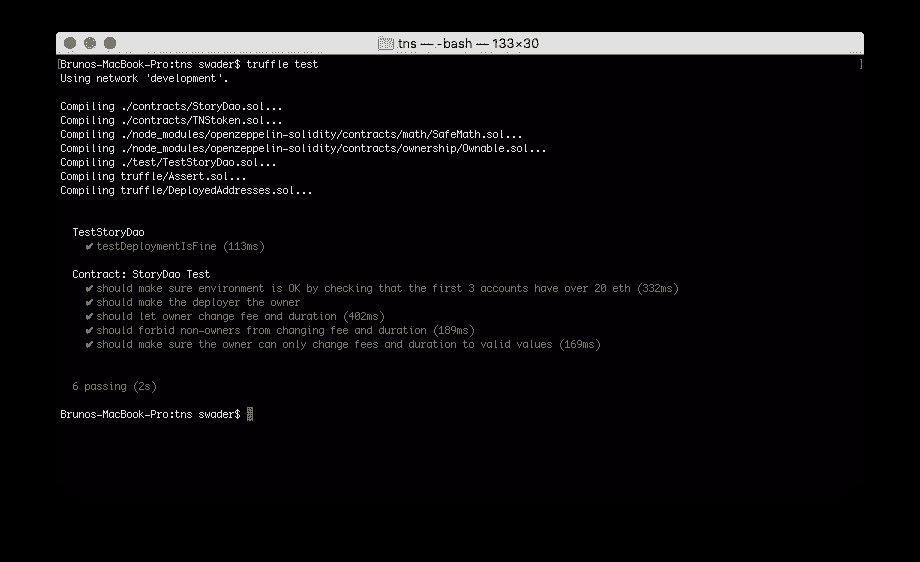 tns — -bash — 133×30
[Brunos-MacBook-Pro:tns swader$ truffle test ]
Using network 'development'.
Compiling ./contracts/StoryDao.sol...
Compiling ./contracts/TNStoken.sol...
Compiling ./node_modules/openzeppelin-solidity/contracts/math/SafeMath.sol...
Compiling ./node_modules/openzeppelin-solidity/contracts/ownership/Ownable.sol...
Compiling ./test/TestStoryDao.sol...
Compiling truffle/Assert.sol...
Compiling truffle/DeployedAddresses.sol...
TestStoryDao
✔ testDeploymentIsFine (113ms)
Contract: StoryDao Test
✔ should make sure environment is OK by checking that the first 3 accounts have over 20 eth (332ms)
✔ should make the deployer the owner
✔ should let owner change fee and duration (402ms)
✔ should forbid non-owners from changing fee and duration (189ms)
✔ should make sure the owner can only change fees and duration to valid values (169ms)
6 passing (2s)
Brunos-MacBook-Pro:tns swader$